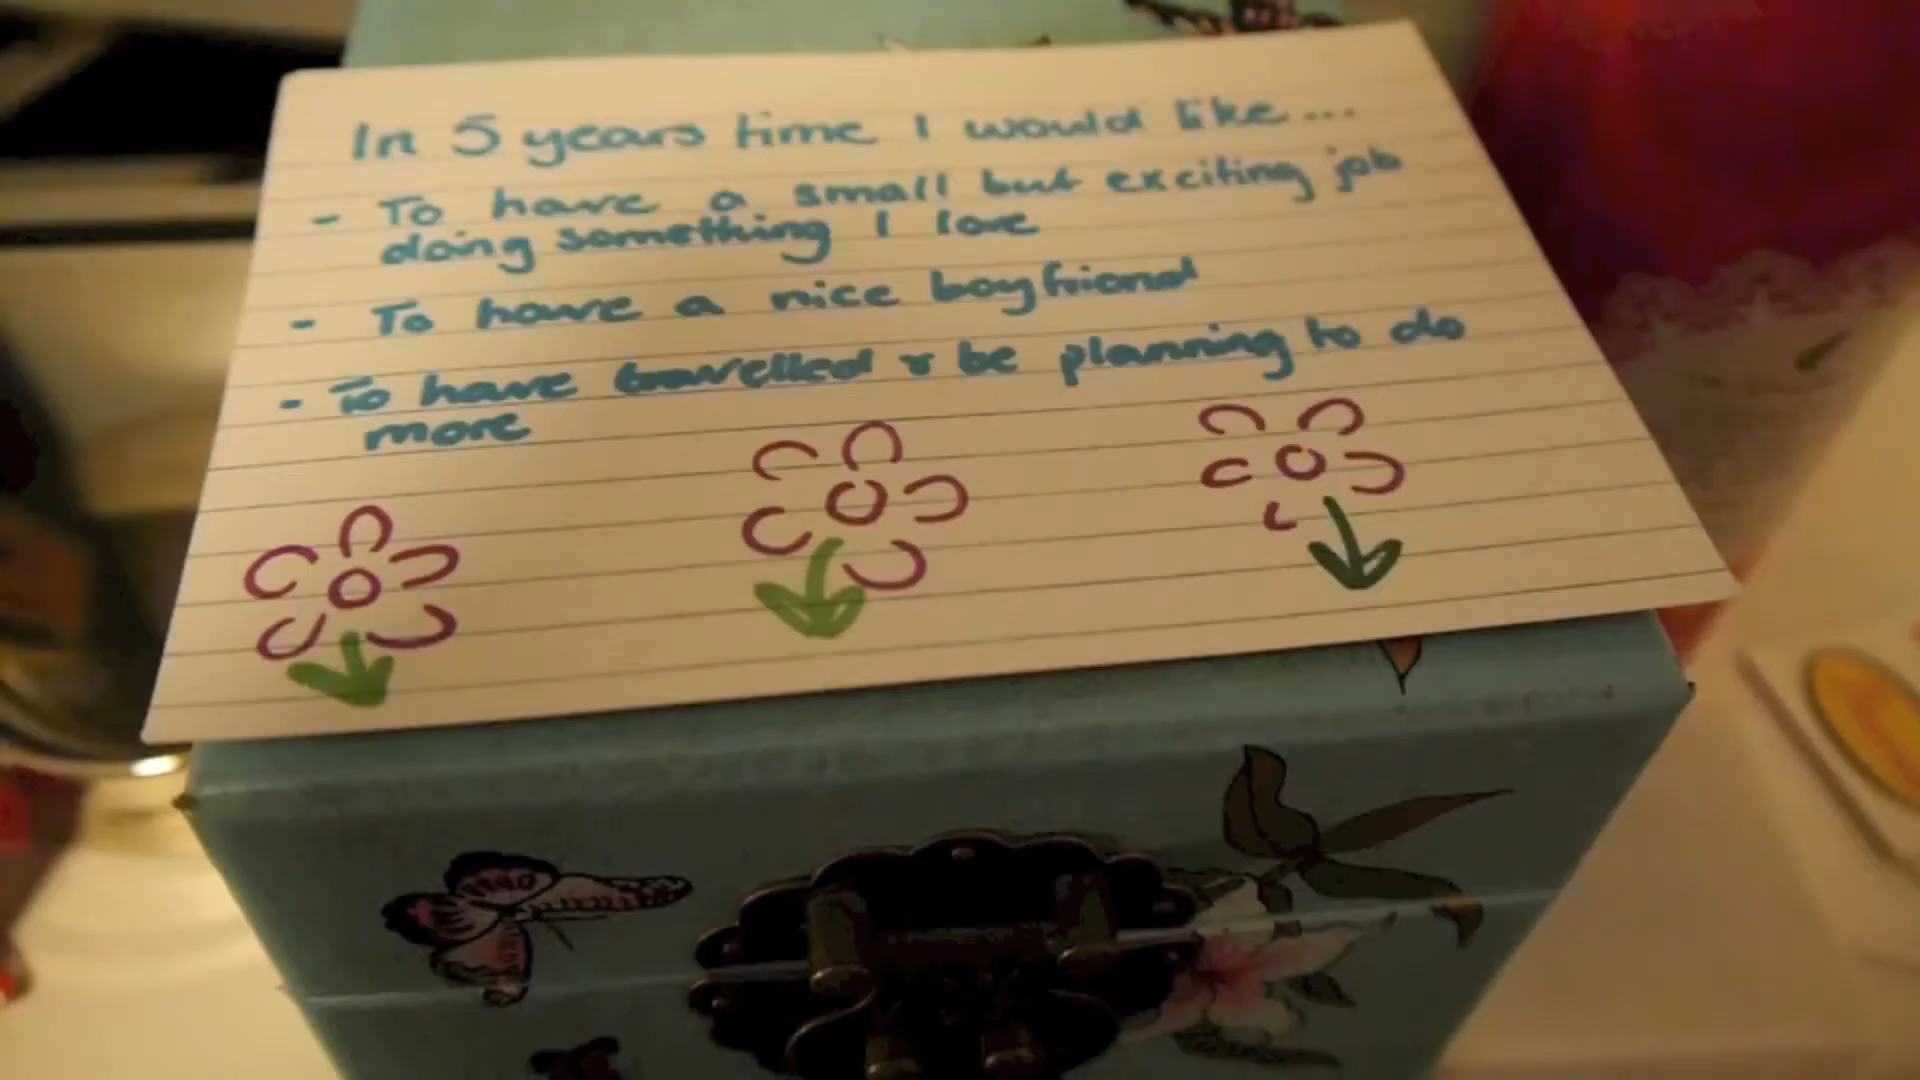 In 5 years time I would like...
- To have a small but exciting job
doing something I love
- To have a nice boyfriend
- To have travelled & be planning to do
more